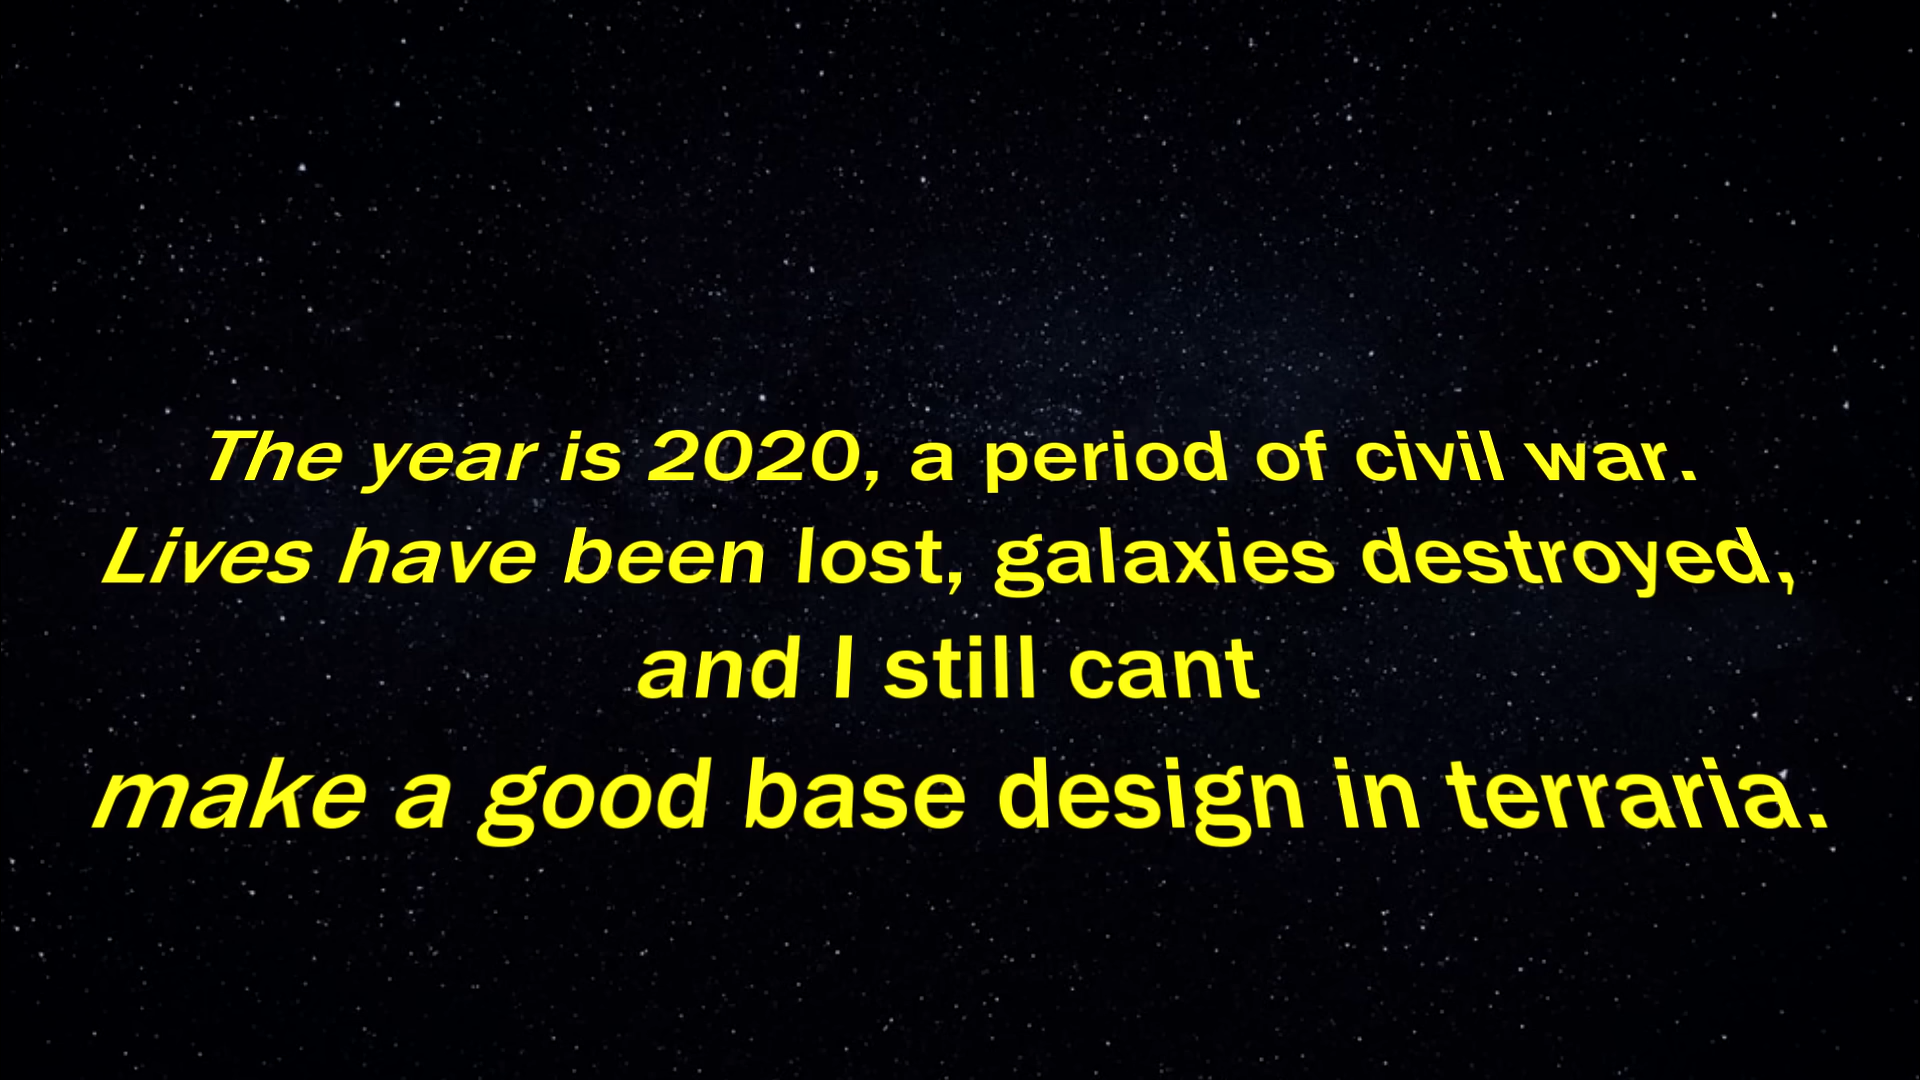 The year is 2020, a period of civil war.
Lives have been lost, galaxies destroyed,
and I still cant
make a good base design in terraria.